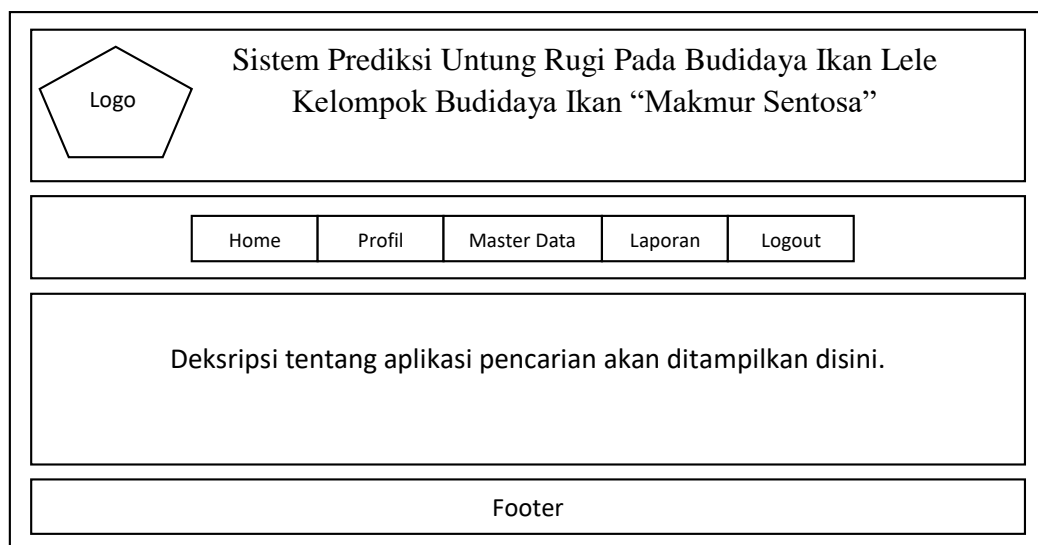 Logo
Sistem Prediksi Untung Rugi Pada Budidaya Ikan Lele
Kelompok Budidaya Ikan “Makmur Sentosa”
Home Profil Master Data Laporan Logout
Deksripsi tentang aplikasi pencarian akan ditampilkan disini.
Footer